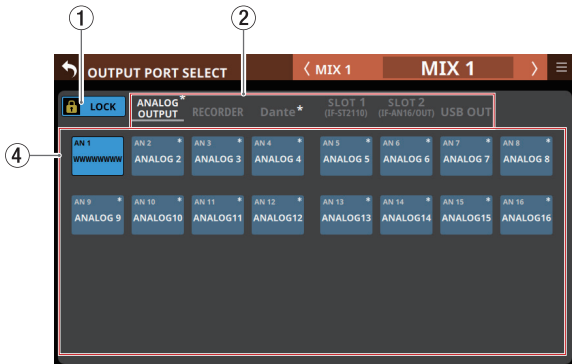 1
2
OUTPUT PORT SELECT
〈 MIX 1
MIX 1
〉
LOCK
ANALOG*
OUTPUT
RECORDER
Dante*
SLOT 1
(IF-ST2110)
SLOT 2
(IF-AN16/OUT)
USB OUT
4
AN 1
WWWWWWWW
AN 2 *
ANALOG 2
AN 3 *
ANALOG 3
AN 4 *
ANALOG 4
AN 5 *
ANALOG 5
AN 6 *
ANALOG 6
AN 7 *
ANALOG 7
AN 8 *
ANALOG 8
AN 9 *
ANALOG 9
AN 10 *
ANALOG10
AN 11 *
ANALOG11
AN 12 *
ANALOG12
AN 13 *
ANALOG13
AN 14 *
ANALOG14
AN 15 *
ANALOG15
AN 16 *
ANALOG16